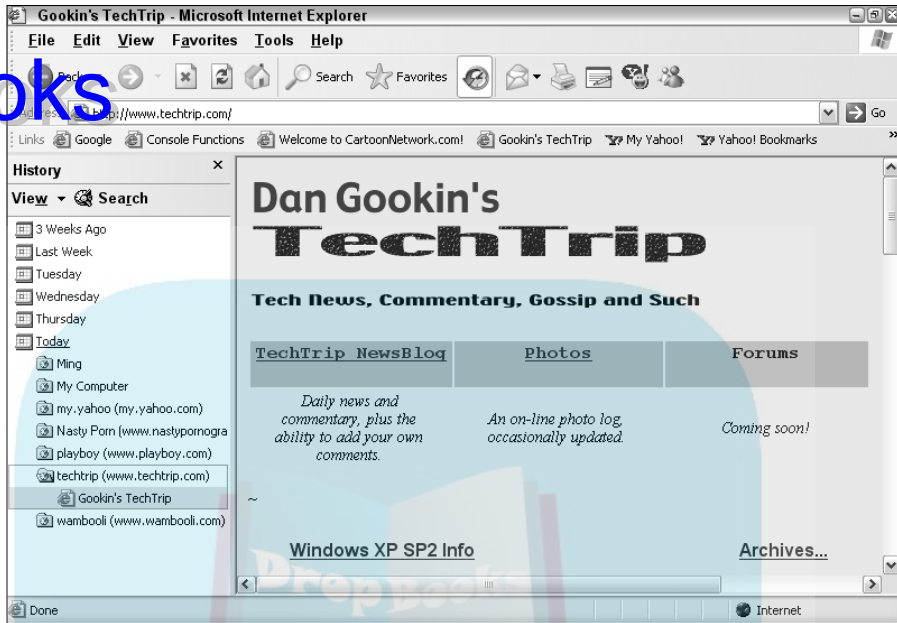 Gookin's TechTrip - Microsoft Internet Explorer
File Edit View Favorites Tools Help
Search Favorites
oks
http://www.techtrip.com/ Go
Links Google Console Functions Welcome to CartoonNetwork.com! Gookin's TechTrip My Yahoo! Yahoo! Bookmarks »
History ×
View Search
3 Weeks Ago
Last Week
Tuesday
Wednesday
Thursday
Today
Ming
My Computer
my.yahoo (my.yahoo.com)
Nasty Porn (www.nastypornogra
playboy (www.playboy.com)
techtrip (www.techtrip.com)
Gookin's TechTrip
wambooli (www.wambooli.com)
Dan Gookin's
TechTrip
Tech News, Commentary, Gossip and Such
TechTrip NewsBlog Photos Forums
Daily news and
commentary, plus the
ability to add your own
comments.
An on-line photo log,
occasionally updated.
Coming soon!
~
Windows XP SP2 Info Archives...
DropBooks
Done Internet